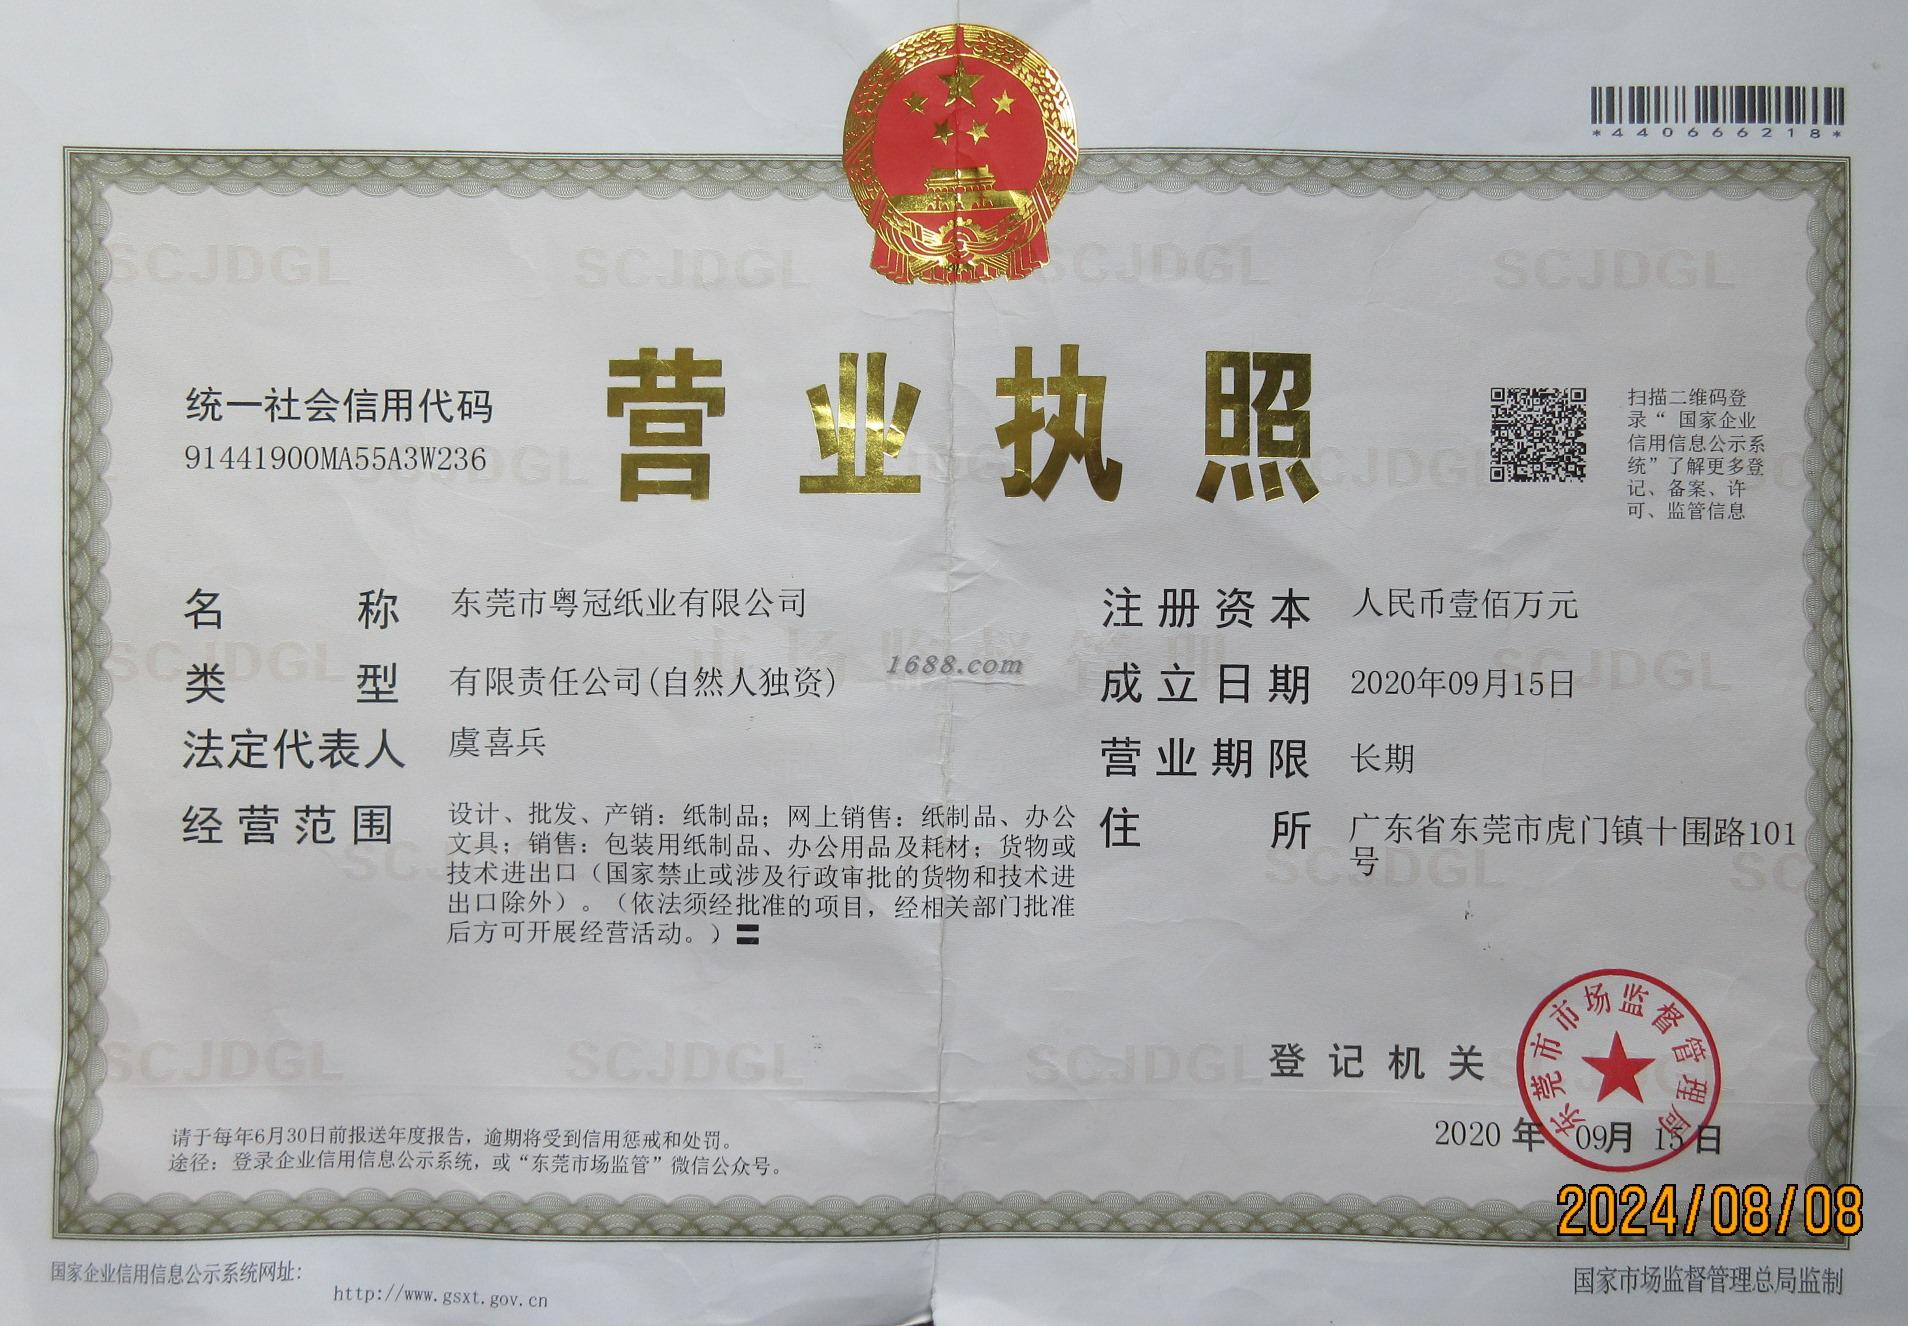 *440666218*
SCJDGL SCJDGL SCJDGL SCJDGL
营业执照
统一社会信用代码
91441900MA55A3W236
扫描二维码登
录“ 国家企业
信用信息公示系
统”了解更多登
记、备案、许
可、监管信息
名称 东莞市粤冠纸业有限公司
类型 有限责任公司(自然人独资)
法定代表人 虞喜兵
经营范围 设计、批发、产销：纸制品；网上销售：纸制品、办公
文具；销售：包装用纸制品、办公用品及耗材；货物或
技术进出口（国家禁止或涉及行政审批的货物和技术进
出口除外）。（依法须经批准的项目，经相关部门批准
后方可开展经营活动。）
注册资本 人民币壹佰万元
成立日期 2020年09月15日
营业期限 长期
住所 广东省东莞市虎门镇十围路101
号
市场监督管理
1688.com
登记机关
东莞市市场监督管理局
2020 年 09月 15日
SCJDGL SCJDGL SCJDGL SCJDGL
请于每年6月30日前报送年度报告，逾期将受到信用惩戒和处罚。
途径：登录企业信用信息公示系统，或“东莞市场监管”微信公众号。
2024/08/08
国家企业信用信息公示系统网址：
http://www.gsxt.gov.cn
国家市场监督管理总局监制